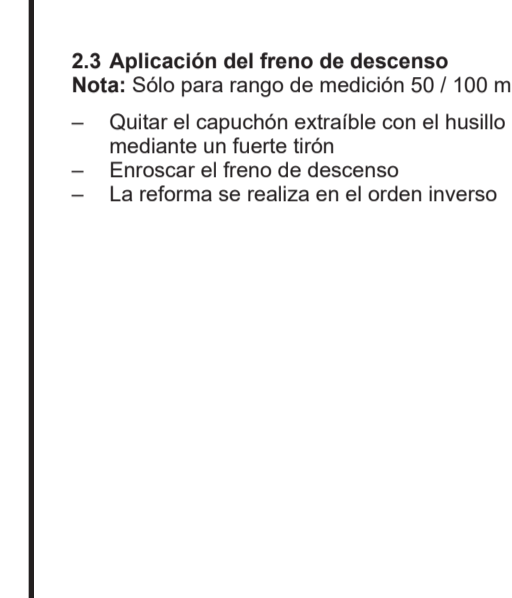 2.3 Aplicación del freno de descenso
Nota: Sólo para rango de medición 50 / 100 m
– Quitar el capuchón extraíble con el husillo
mediante un fuerte tirón
– Enroscar el freno de descenso
– La reforma se realiza en el orden inverso